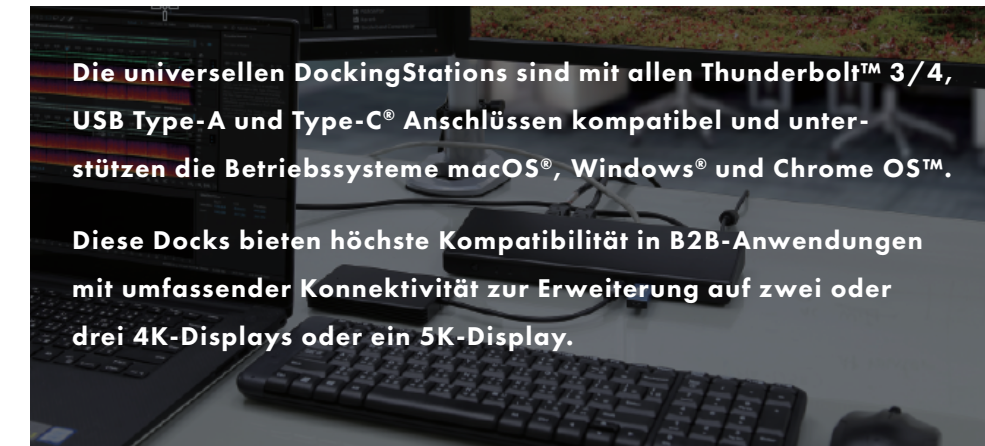 Die universellen DockingStations sind mit allen Thunderbolt™ 3/4,
USB Type-A und Type-C® Anschlüssen kompatibel und unter-
stützen die Betriebssysteme macOS®, Windows® und Chrome OS™.
Diese Docks bieten höchste Kompatibilität in B2B-Anwendungen
mit umfassender Konnektivität zur Erweiterung auf zwei oder
drei 4K-Displays oder ein 5K-Display.